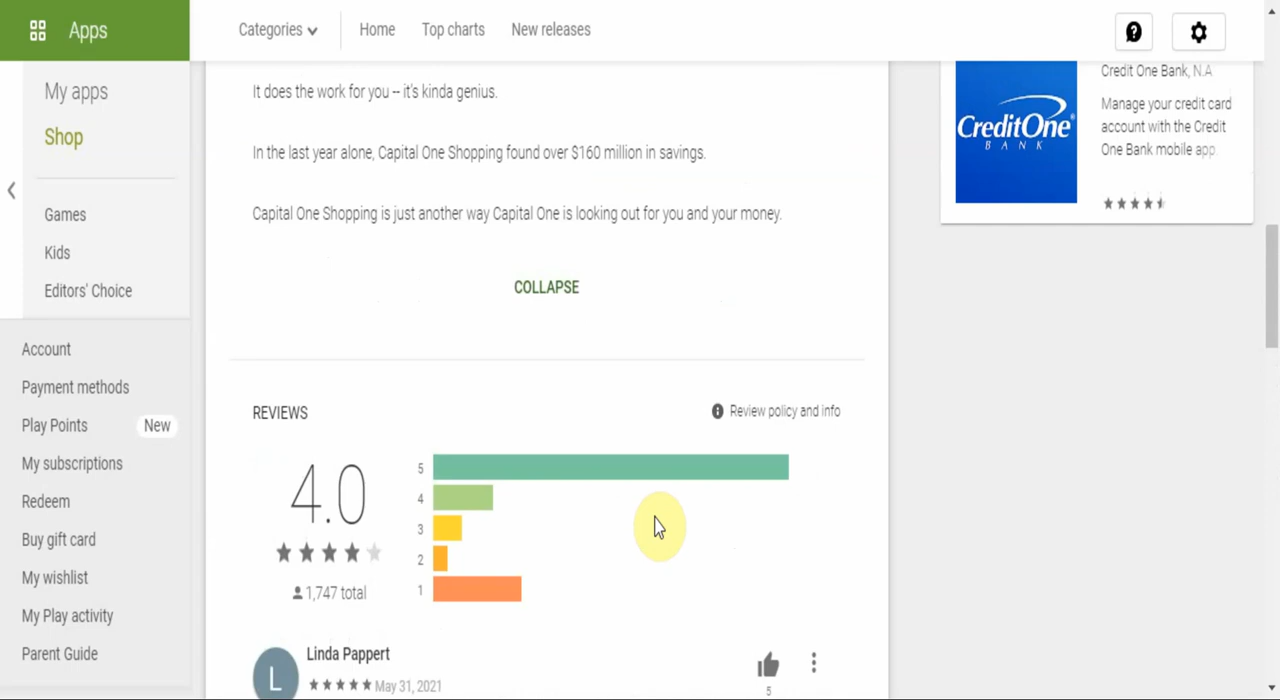 Apps
Categories
Home
Top charts
New releases
My apps
Shop
Games
Kids
Editors' Choice
Account
Payment methods
Play Points
New
My subscriptions
Redeem
Buy gift card
My wishlist
My Play activity
Parent Guide
It does the work for you -- it's kinda genius.
In the last year alone, Capital One Shopping found over $160 million in savings.
Capital One Shopping is just another way Capital One is looking out for you and your money.
COLLAPSE
REVIEWS
Review policy and info
4.0
1,747 total
5
4
3
2
1
L
Linda Pappert
May 31, 2021
5
CreditOne
BANK
Credit One Bank, N.A
Manage your credit card
account with the Credit
One Bank mobile app.